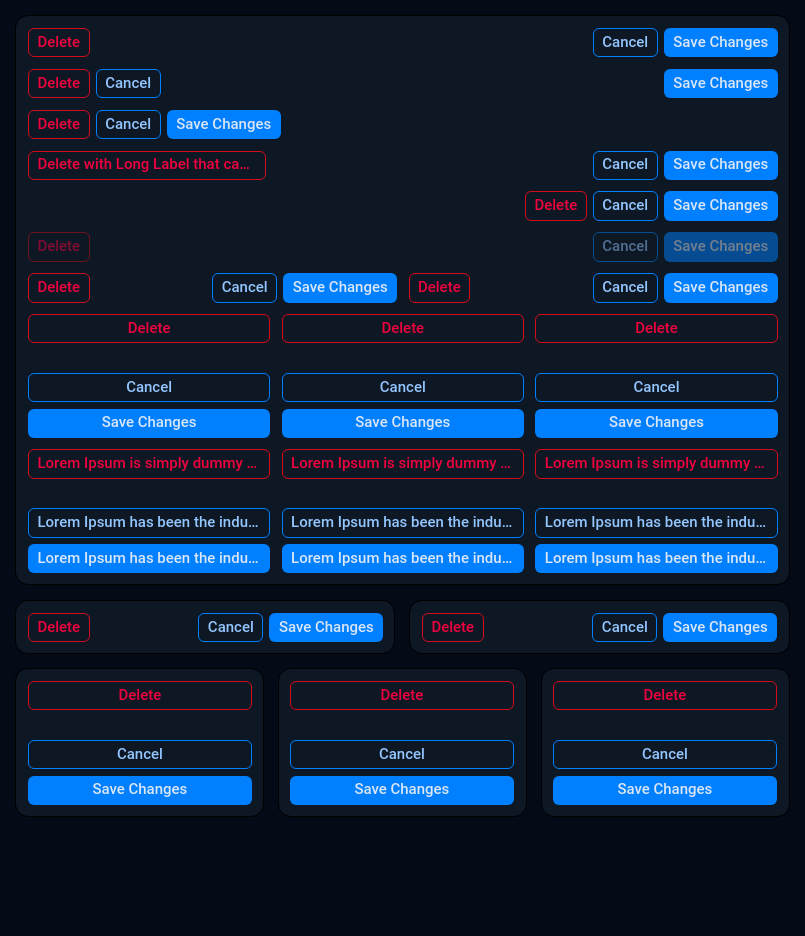 Delete Cancel Save Changes
Delete Cancel Save Changes
Delete Cancel Save Changes
Delete with Long Label that ca... Cancel Save Changes
Delete Cancel Save Changes
Delete Cancel Save Changes
Delete Cancel Save Changes Delete Cancel Save Changes
Delete Delete Delete
Cancel Cancel Cancel
Save Changes Save Changes Save Changes
Lorem Ipsum is simply dummy ... Lorem Ipsum is simply dummy ... Lorem Ipsum is simply dummy ...
Lorem Ipsum has been the indu... Lorem Ipsum has been the indu... Lorem Ipsum has been the indu...
Lorem Ipsum has been the indu... Lorem Ipsum has been the indu... Lorem Ipsum has been the indu...
Delete Cancel Save Changes Delete Cancel Save Changes
Delete Delete Delete
Cancel Cancel Cancel
Save Changes Save Changes Save Changes